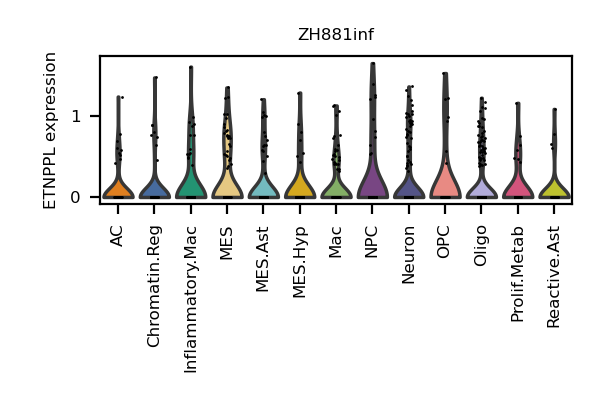 ZH881inf
ETNPPL expression
1
0
AC
Chromatin.Reg
Inflammatory.Mac
MES
MES.Ast
MES.Hyp
Mac
NPC
Neuron
OPC
Oligo
Prolif.Metab
Reactive.Ast